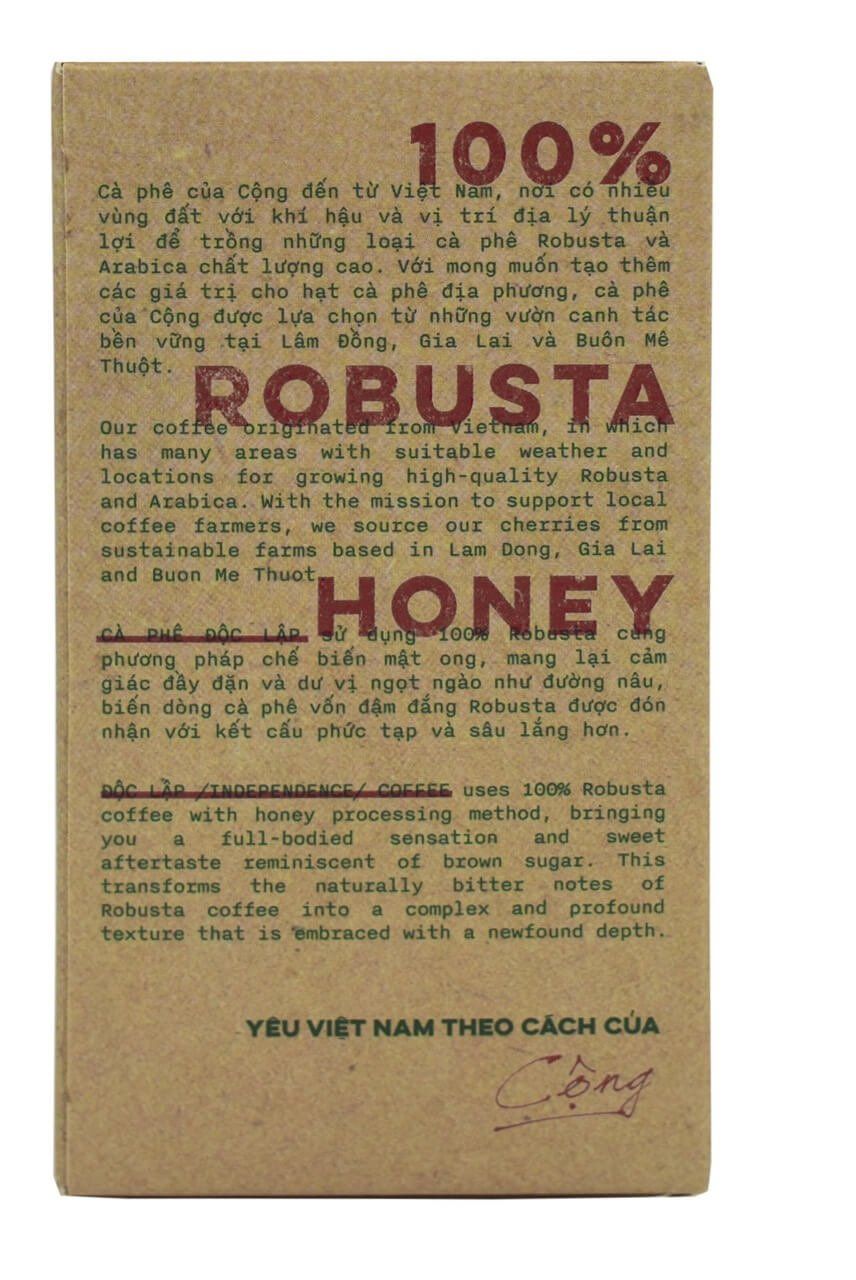 100%
Cà phê của Cộng đến từ Việt Nam, nơi có nhiều
vùng đất với khí hậu và vị trí địa lý thuận
lợi để trồng những loại cà phê Robusta và
Arabica chất lượng cao. Với mong muốn tạo thêm
các giá trị cho hạt cà phê địa phương, cà phê
của Cộng được lựa chọn từ những vườn canh tác
bền vững tại Lâm Đồng, Gia Lai và Buôn Mê
Thuột.
ROBUSTA
Our coffee originated from Vietnam, in which
has many areas with suitable weather and
locations for growing high-quality Robusta
and Arabica. With the mission to support local
coffee farmers, we source our cherries from
sustainable farms based in Lam Dong, Gia Lai
and Buon Me Thuot.
HONEY
CÀ PHÊ ĐỘC LẬP sử dụng 100% Robusta cùng
phương pháp chế biến mật ong, mang lại cảm
giác đầy đặn và dư vị ngọt ngào như đường nâu,
biến dòng cà phê vốn đậm đắng Robusta được đón
nhận với kết cấu phức tạp và sâu lắng hơn.
ĐỘC LẬP /INDEPENDENCE/ COFFEE uses 100% Robusta
coffee with honey processing method, bringing
you a full-bodied sensation and sweet
aftertaste reminiscent of brown sugar. This
transforms the naturally bitter notes of
Robusta coffee into a complex and profound
texture that is embraced with a newfound depth.
YÊU VIỆT NAM THEO CÁCH CỦA
Cộng